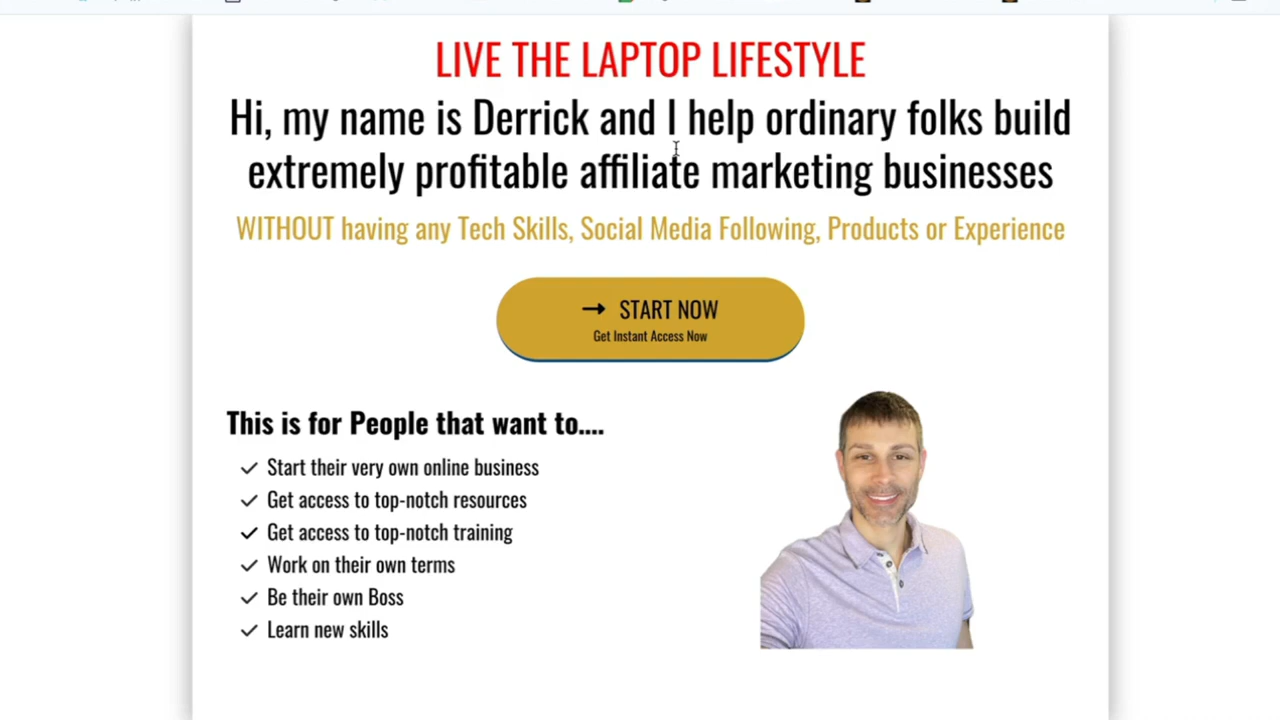 LIVE THE LAPTOP LIFESTYLE
Hi, my name is Derrick and I help ordinary folks build
extremely profitable affiliate marketing businesses
WITHOUT having any Tech Skills, Social Media Following, Products or Experience
→ START NOW
Get Instant Access Now
This is for People that want to....
✓ Start their very own online business
✓ Get access to top-notch resources
✓ Get access to top-notch training
✓ Work on their own terms
✓ Be their own Boss
✓ Learn new skills